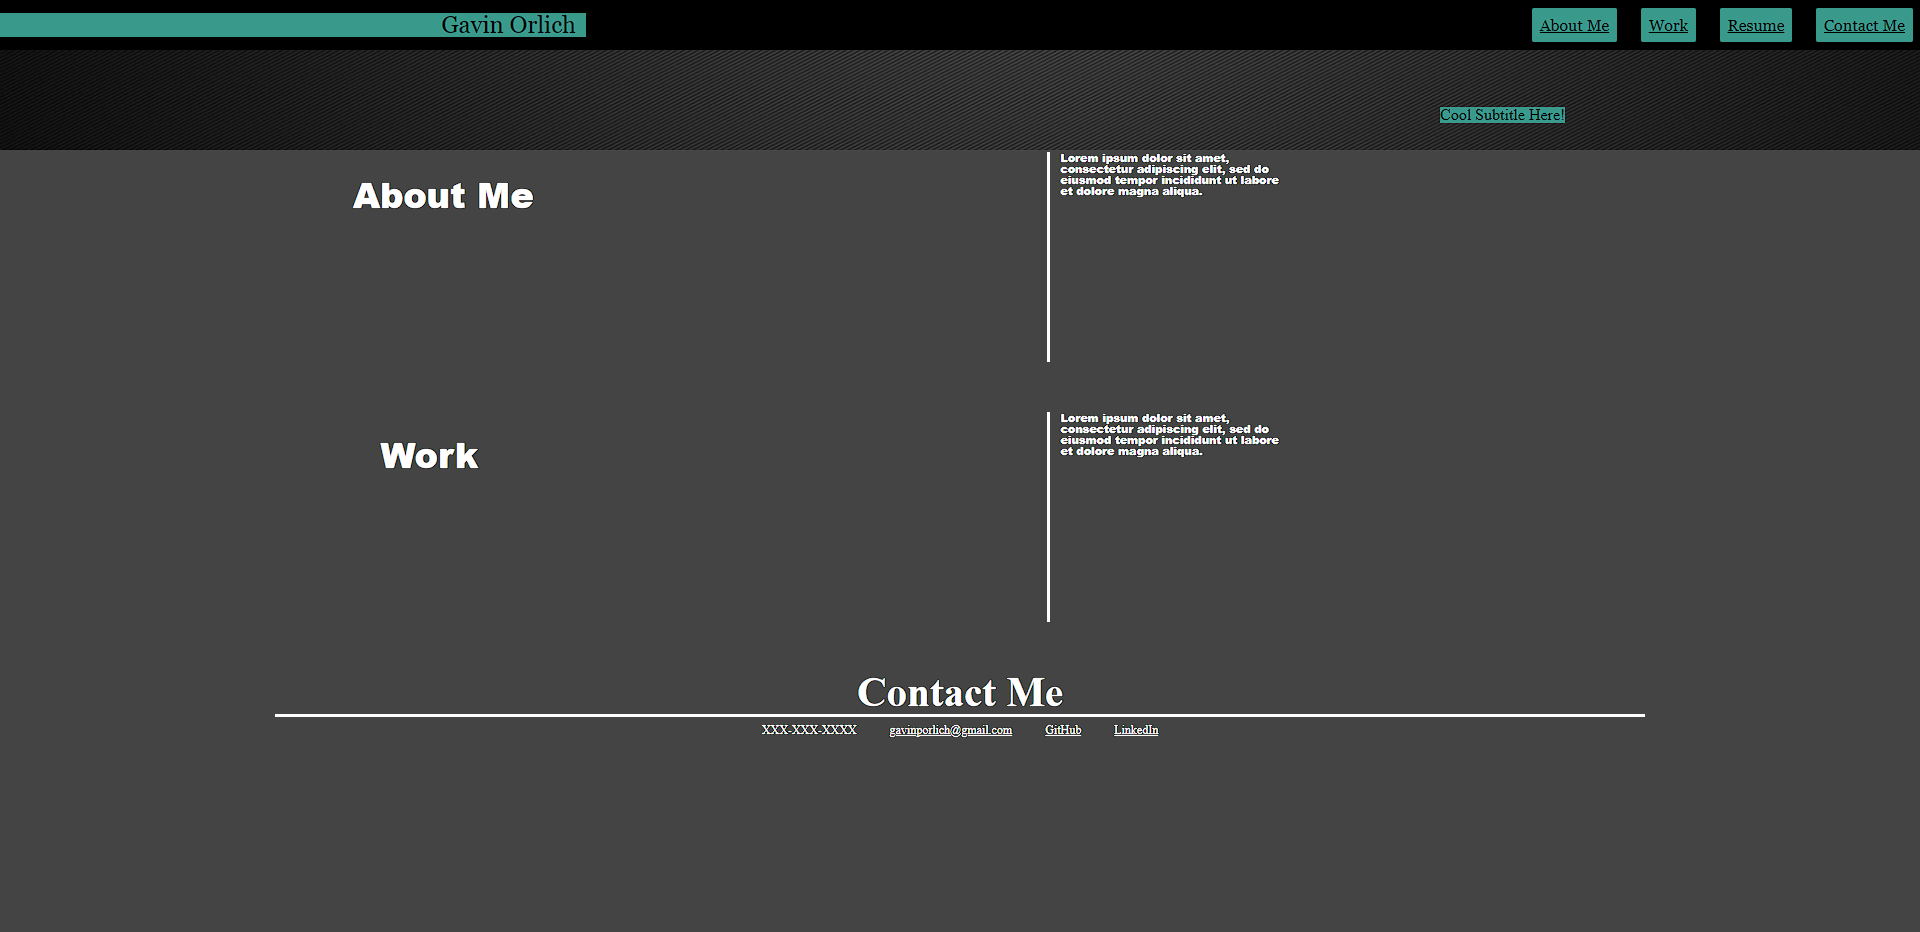 Gavin Orlich
About Me Work Resume Contact Me
Cool Subtitle Here!
About Me
Lorem ipsum dolor sit amet,
consectetur adipiscing elit, sed do
eiusmod tempor incididunt ut labore
et dolore magna aliqua.
Work
Lorem ipsum dolor sit amet,
consectetur adipiscing elit, sed do
eiusmod tempor incididunt ut labore
et dolore magna aliqua.
Contact Me
XXX-XXX-XXXX gavinporlich@gmail.com GitHub LinkedIn